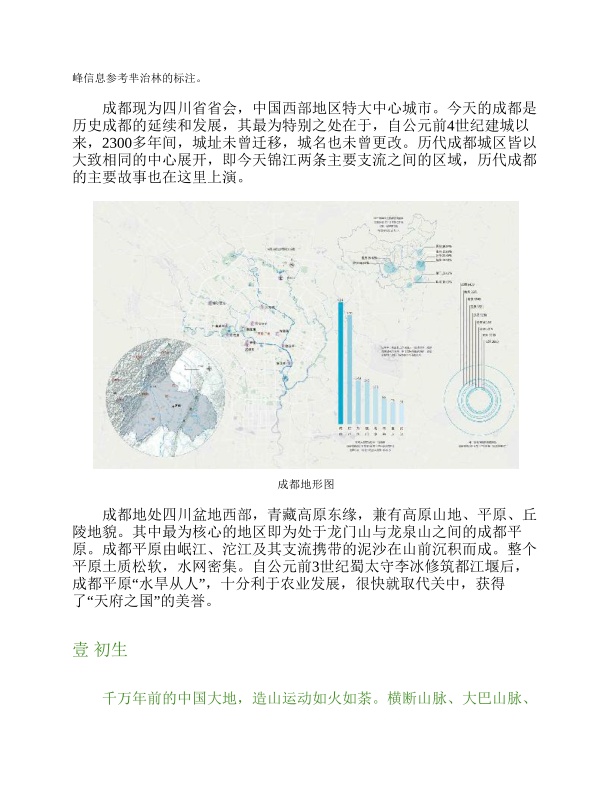 峰信息参考芈治林的标注。
成都现为四川省省会，中国西部地区特大中心城市。今天的成都是
历史成都的延续和发展，其最为特别之处在于，自公元前4世纪建城以
来，2300多年间，城址未曾迁移，城名也未曾更改。历代成都城区皆以
大致相同的中心展开，即今天锦江两条主要支流之间的区域，历代成都
的主要故事也在这里上演。
成都地形图
成都地处四川盆地西部，青藏高原东缘，兼有高原山地、平原、丘
陵地貌。其中最为核心的地区即为处于龙门山与龙泉山之间的成都平
原。成都平原由岷江、沱江及其支流携带的泥沙在山前沉积而成。整个
平原土质松软，水网密集。自公元前3世纪蜀太守李冰修筑都江堰后，
成都平原“水旱从人”，十分利于农业发展，很快就取代关中，获得
了“天府之国”的美誉。
壹 初生
千万年前的中国大地，造山运动如火如荼。横断山脉、大巴山脉、